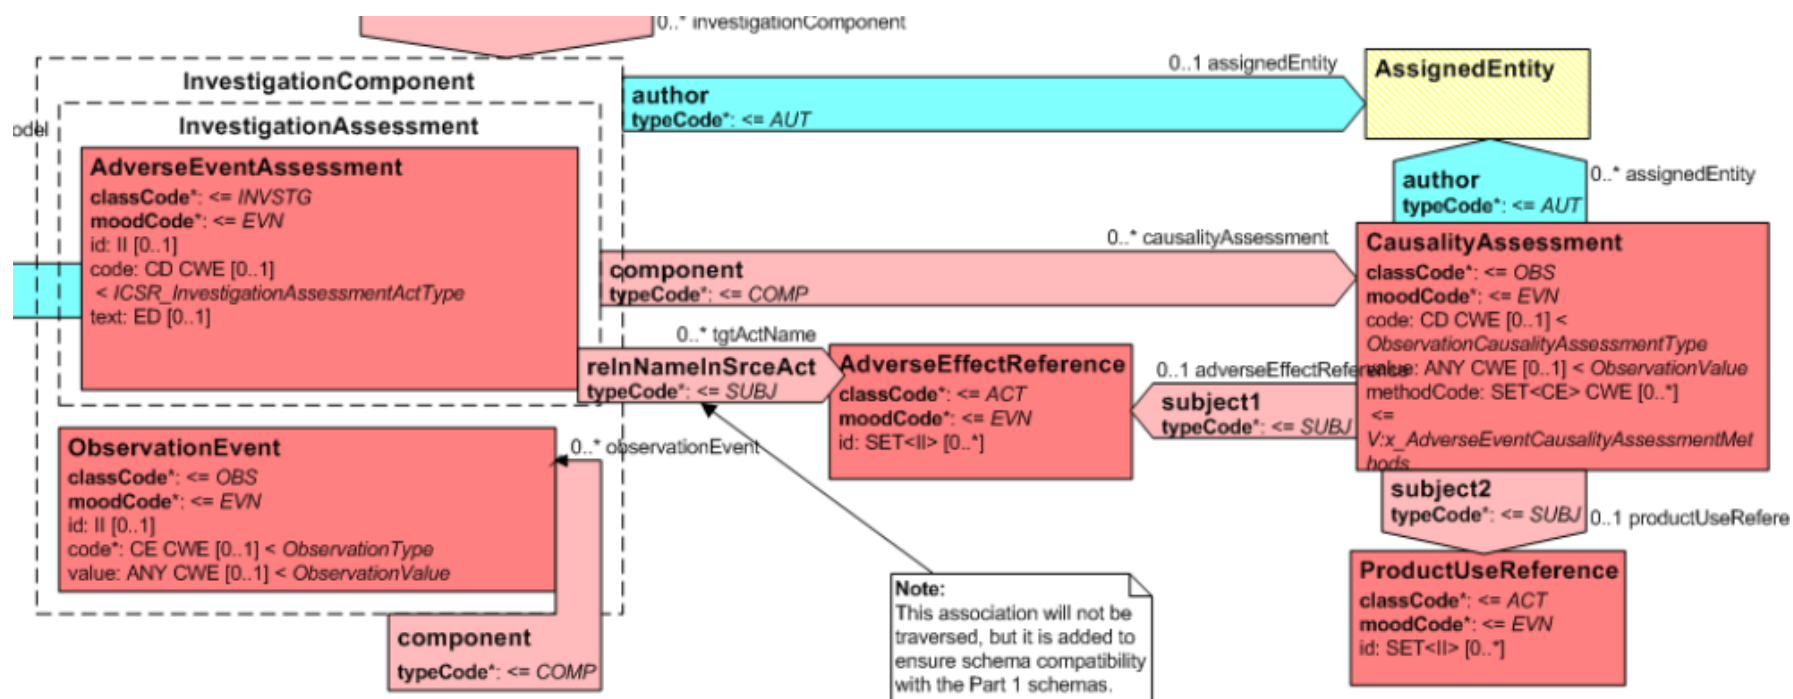 0..* investigationComponent
InvestigationComponent
InvestigationAssessment
odel
AdverseEventAssessment
classCode*: <= INVSTG
moodCode*: <= EVN
id: II [0..1]
code: CD CWE [0..1]
< ICSR_InvestigationAssessmentActType
text: ED [0..1]
author
typeCode*: <= AUT
0..1 assignedEntity
AssignedEntity
author
typeCode*: <= AUT
0..* assignedEntity
component
typeCode*: <= COMP
0..* causalityAssessment
CausalityAssessment
classCode*: <= OBS
moodCode*: <= EVN
code: CD CWE [0..1] <
ObservationCausalityAssessmentType
value: ANY CWE [0..1] < ObservationValue
methodCode: SET<CE> CWE [0..*]
<=
V:x_AdverseEventCausalityAssessmentMet
hods
0..* tgtActName
relnNameInSrceAct
typeCode*: <= SUBJ
AdverseEffectReference
classCode*: <= ACT
moodCode*: <= EVN
id: SET<II> [0..*]
0..1 adverseEffectReference
subject1
typeCode*: <= SUBJ
ObservationEvent
classCode*: <= OBS
moodCode*: <= EVN
id: II [0..1]
code*: CE CWE [0..1] < ObservationType
value: ANY CWE [0..1] < ObservationValue
0..* observationEvent
component
typeCode*: <= COMP
Note:
This association will not be
traversed, but it is added to
ensure schema compatibility
with the Part 1 schemas.
subject2
typeCode*: <= SUBJ
0..1 productUseRefere
ProductUseReference
classCode*: <= ACT
moodCode*: <= EVN
id: SET<II> [0..*]